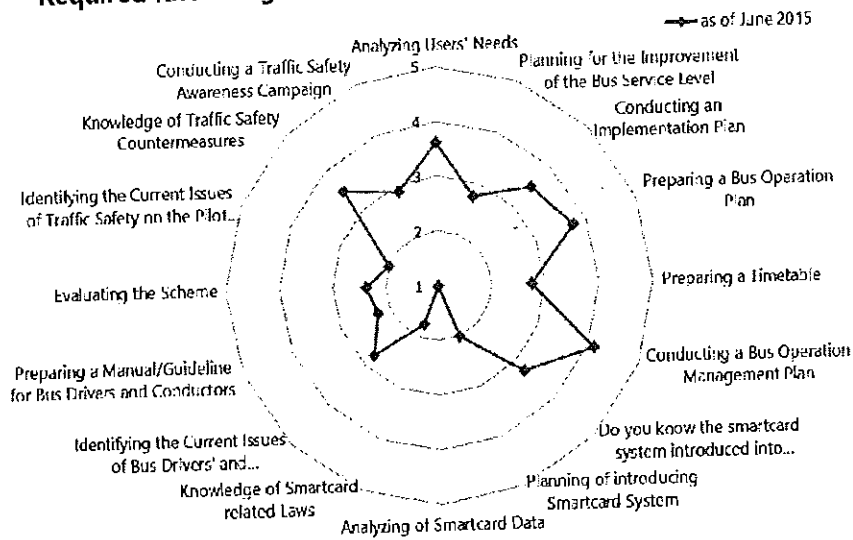 as of June 2015
Analyzing Users' Needs
Planning for the Improvement
of the Bus Service Level
Conducting an
Implementation Plan
Preparing a Bus Operation
Plan
Preparing a Timetable
Conducting a Bus Operation
Management Plan
Do you know the smartcard
system introduced into...
Planning of introducing
Smartcard System
Analyzing of Smartcard Data
Knowledge of Smartcard
related Laws
Identifying the Current Issues
of Bus Drivers' and...
Preparing a Manual/Guideline
for Bus Drivers and Conductors
Evaluating the Scheme
Identifying the Current Issues
of Traffic Safety on the Pilot...
Knowledge of Traffic Safety
Countermeasures
Conducting a Traffic Safety
Awareness Campaign
5
4
3
2
1